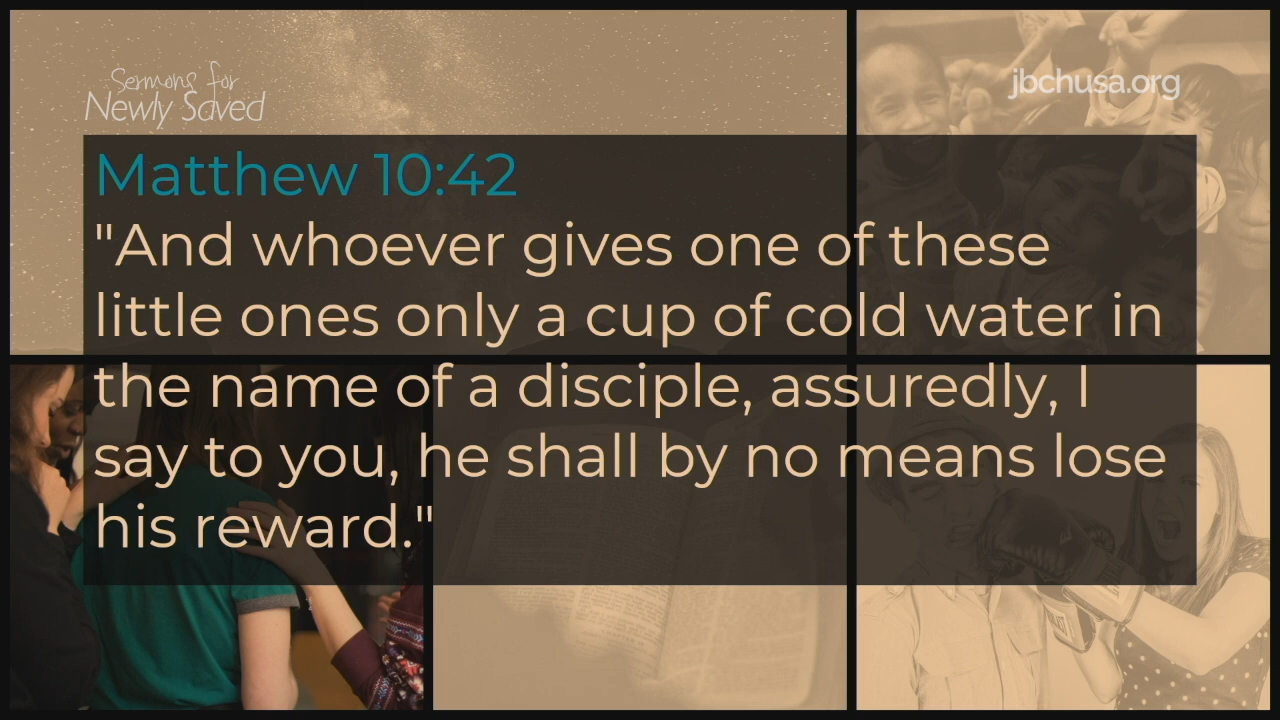 Sermons for
Newly Saved
jbchusa.org
Matthew 10:42
"And whoever gives one of these
little ones only a cup of cold water in
the name of a disciple, assuredly, I
say to you, he shall by no means lose
his reward."